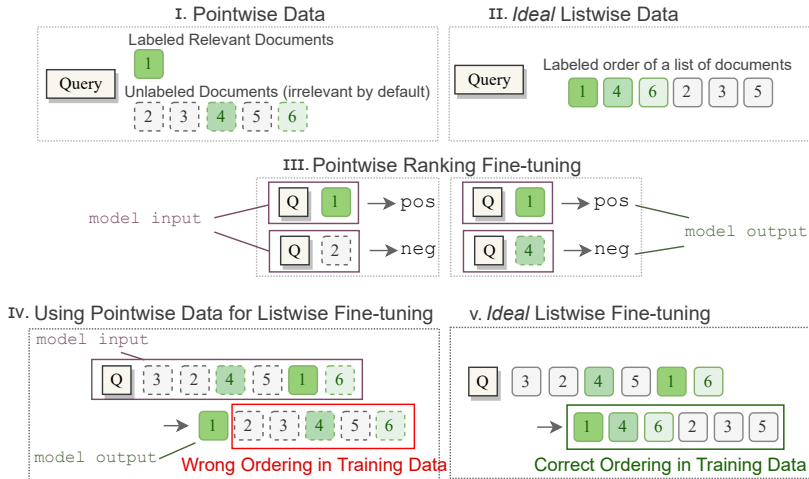 I. Pointwise Data
Labeled Relevant Documents
1
Query
Unlabeled Documents (irrelevant by default)
2 3 4 5 6
II. Ideal Listwise Data
Labeled order of a list of documents
Query
1 4 6 2 3 5
III. Pointwise Ranking Fine-tuning
model input
Q 1 pos
Q 2 neg
Q 1 pos
Q 4 neg
model output
IV. Using Pointwise Data for Listwise Fine-tuning
model input
Q 3 2 4 5 1 6
1 2 3 4 5 6
model output
Wrong Ordering in Training Data
V. Ideal Listwise Fine-tuning
Q 3 2 4 5 1 6
1 4 6 2 3 5
Correct Ordering in Training Data